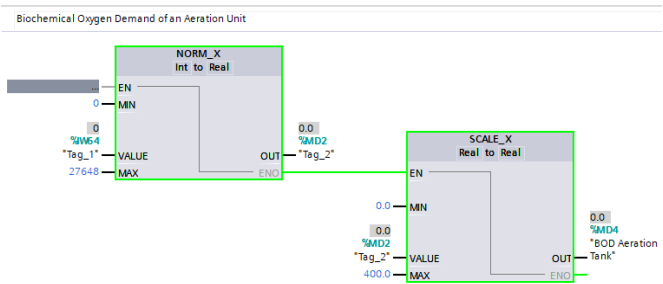 Biochemical Oxygen Demand of an Aeration Unit
NORM_X
Int to Real
... EN
0 MIN
0
%IW64
"Tag_1" VALUE
27648 MAX
0.0
%MD2
OUT "Tag_2"
ENO
SCALE_X
Real to Real
EN
0.0 MIN
0.0
%MD2
"Tag_2" VALUE
400.0 MAX
0.0
%MD4
"BOD Aeration
OUT Tank"
ENO